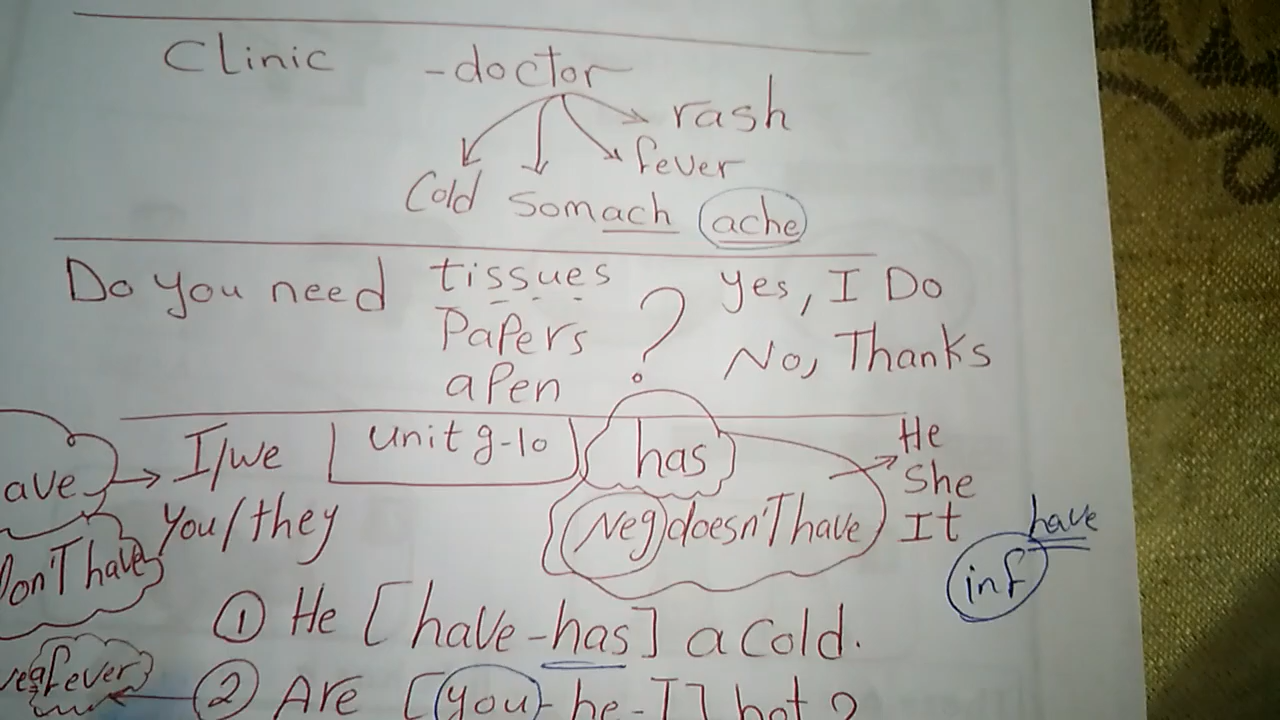 Clinic - doctor
rash
fever
Cold Somach ache
Do you need tissues ? Yes, I Do
Papers
a Pen
No, Thanks
ave → I/we
You/they
Don'T have
unit 9-10
has
Neg doesn'T have
He
She
It
have
inf
① He [have - has] a Cold.
fever
② Are [you - he - I] hot ?